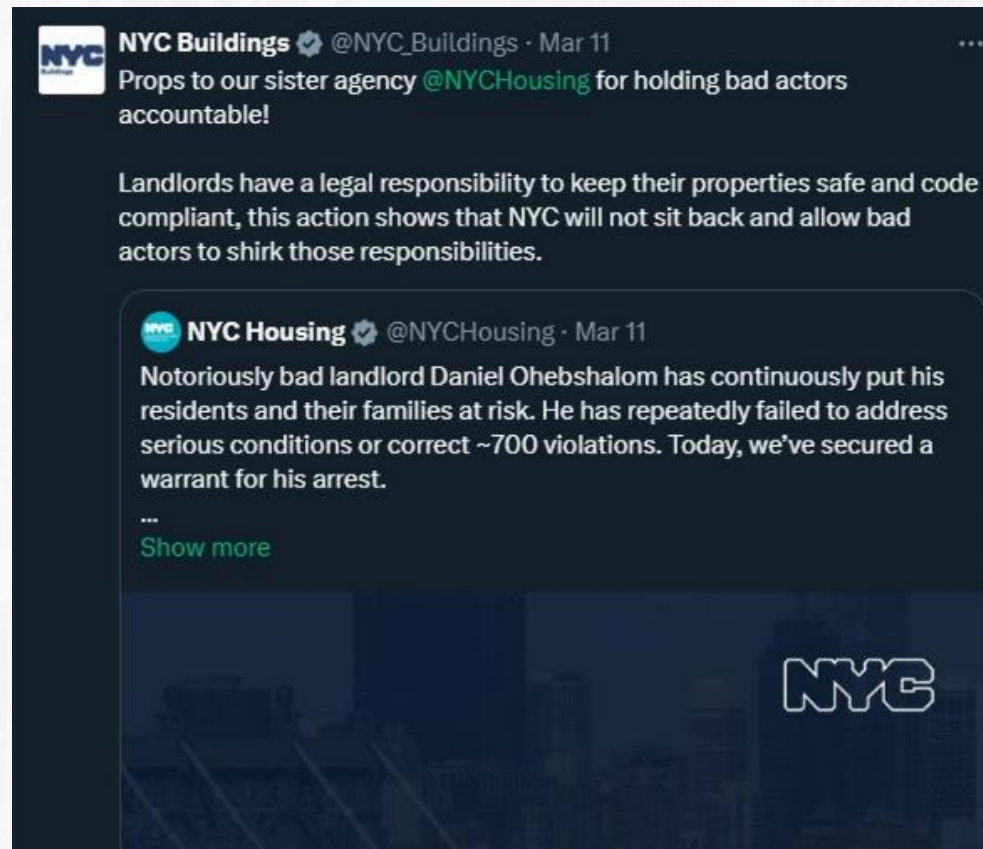 NYC
Buildings
NYC Buildings @NYC_Buildings · Mar 11
...
Props to our sister agency @NYCHousing for holding bad actors
accountable!
Landlords have a legal responsibility to keep their properties safe and code
compliant, this action shows that NYC will not sit back and allow bad
actors to shirk those responsibilities.
NYC
NYC Housing @NYCHousing · Mar 11
Notoriously bad landlord Daniel Ohebshalom has continuously put his
residents and their families at risk. He has repeatedly failed to address
serious conditions or correct ~700 violations. Today, we’ve secured a
warrant for his arrest.
...
Show more
NYC